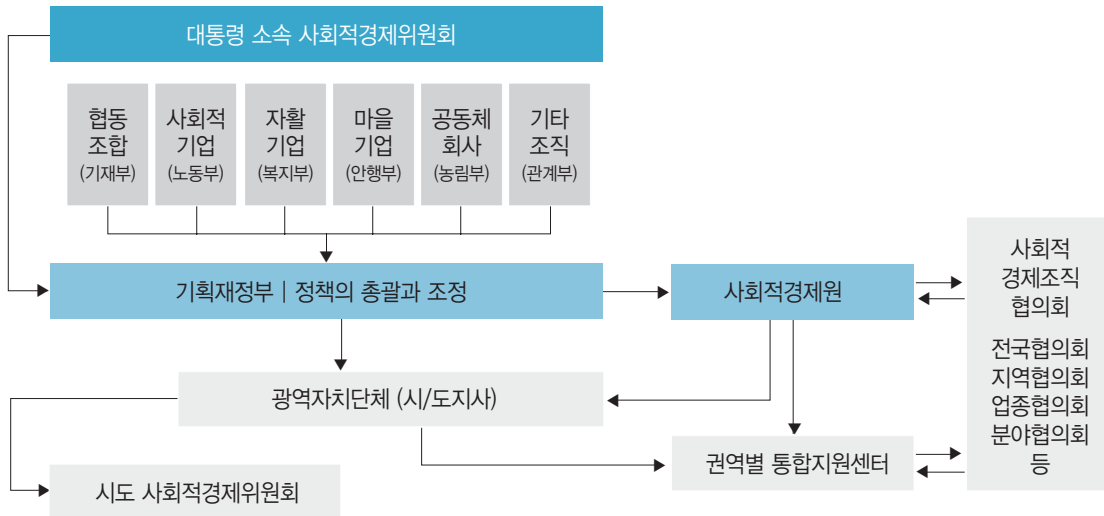 대통령 소속 사회적경제위원회
협동
조합
(기재부)
사회적
기업
(노동부)
자활
기업
(복지부)
마을
기업
(안행부)
공동체
회사
(농림부)
기타
조직
(관계부)
기획재정부 | 정책의 총괄과 조정
사회적경제원
사회적
경제조직
협의회
전국협의회
지역협의회
업종협의회
분야협의회
등
광역자치단체 (시/도지사)
권역별 통합지원센터
시도 사회적경제위원회